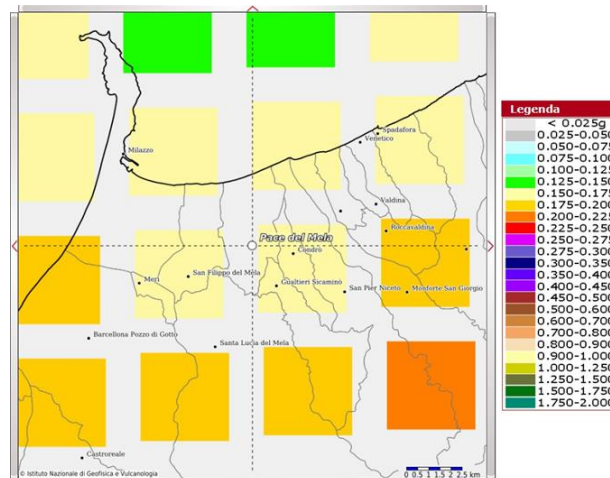 Milazzo
Spadafora
Venetico
Valdina
Roccavaldina
Pace del Mela
Condrò
Merì
San Filippo del Mela
Gualtieri Sicaminò
San Pier Niceto
Monforte San Giorgio
Barcellona Pozzo di Gotto
Santa Lucia del Mela
Castroreale
© Istituto Nazionale di Geofisica e Vulcanologia
0 0.5 1 1.5 2 2.5 km
Legenda
< 0.025g
0.025-0.050
0.050-0.075
0.075-0.100
0.100-0.125
0.125-0.150
0.150-0.175
0.175-0.200
0.200-0.225
0.225-0.250
0.250-0.275
0.275-0.300
0.300-0.350
0.350-0.400
0.400-0.450
0.450-0.500
0.500-0.600
0.600-0.700
0.700-0.800
0.800-0.900
0.900-1.000
1.000-1.250
1.250-1.500
1.500-1.750
1.750-2.000